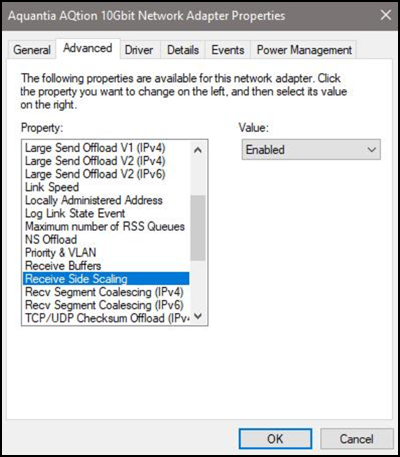 Aquantia AQtion 10Gbit Network Adapter Properties
General Advanced Driver Details Events Power Management
The following properties are available for this network adapter. Click
the property you want to change on the left, and then select its value
on the right.
Property:
Value:
Large Send Offload V1 (IPv4)
Large Send Offload V2 (IPv4)
Large Send Offload V2 (IPv6)
Link Speed
Locally Administered Address
Log Link State Event
Maximum number of RSS Queues
NS Offload
Priority & VLAN
Receive Buffers
Receive Side Scaling
Recv Segment Coalescing (IPv4)
Recv Segment Coalescing (IPv6)
TCP/UDP Checksum Offload (IPv4
Enabled
OK
Cancel